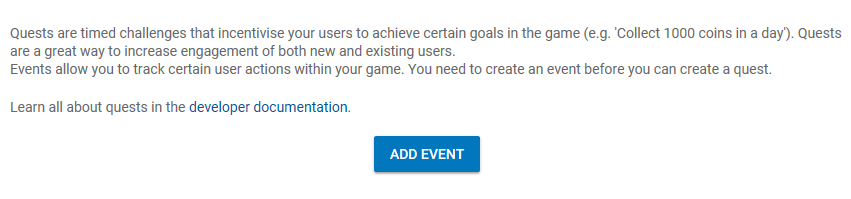 Quests are timed challenges that incentivise your users to achieve certain goals in the game (e.g. 'Collect 1000 coins in a day'). Quests
are a great way to increase engagement of both new and existing users.
Events allow you to track certain user actions within your game. You need to create an event before you can create a quest.
Learn all about quests in the developer documentation.
ADD EVENT